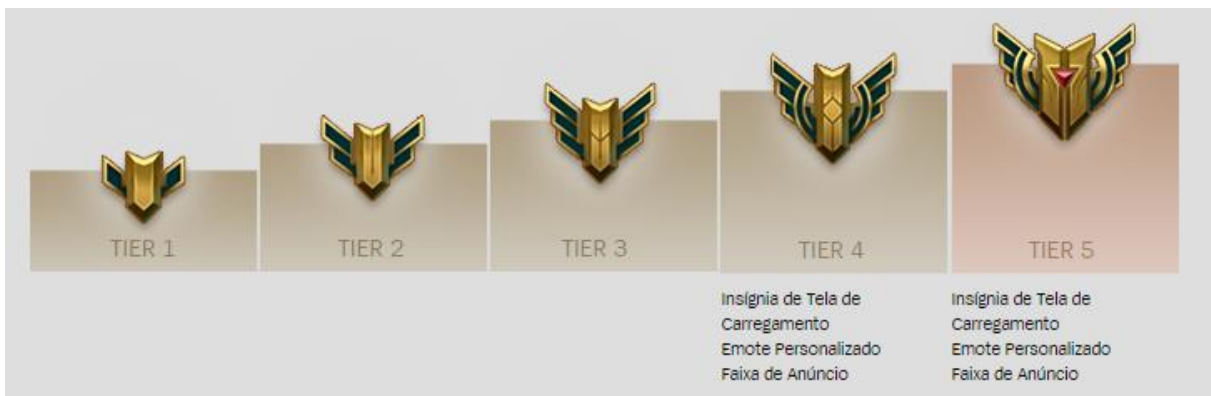 TIER 1
TIER 2
TIER 3
TIER 4
TIER 5
Insígnia de Tela de
Carregamento
Emote Personalizado
Faixa de Anúncio
Insígnia de Tela de
Carregamento
Emote Personalizado
Faixa de Anúncio